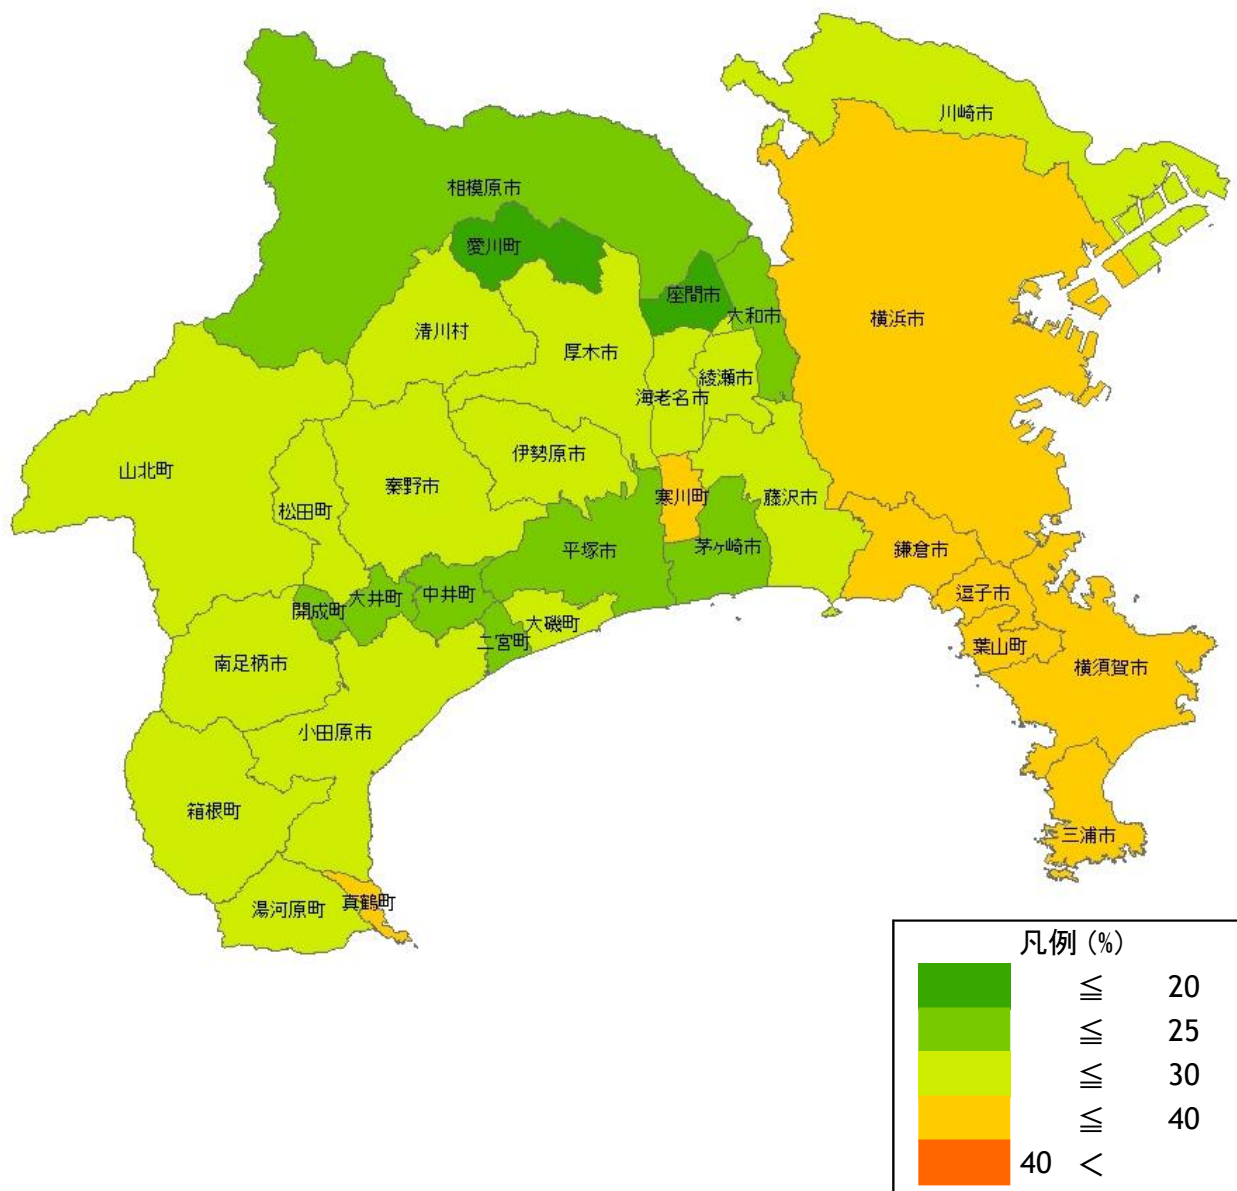 川崎市
相模原市
愛川町
座間市
大和市
横浜市
清川村
厚木市
綾瀬市
海老名市
伊勢原市
山北町
秦野市
松田町
寒川町
藤沢市
平塚市
茅ヶ崎市
鎌倉市
中井町
大井町
開成町
逗子市
大磯町
二宮町
葉山町
南足柄市
横須賀市
小田原市
箱根町
三浦市
真鶴町
湯河原町
凡例 (%)
≦ 20
≦ 25
≦ 30
≦ 40
40 <